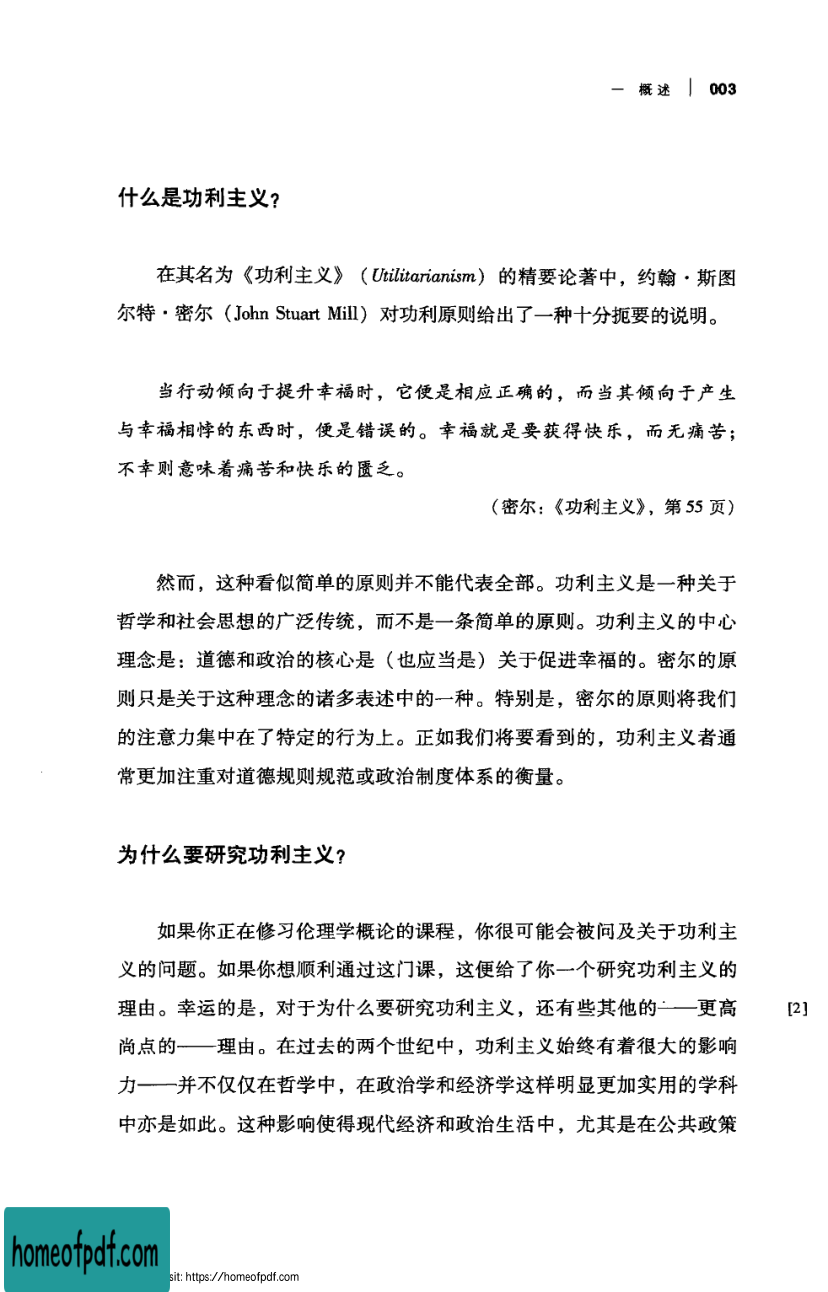 一 概述 | 003
什么是功利主义？
在其名为《功利主义》（Utilitarianism）的精要论著中，约翰·斯图
尔特·密尔（John Stuart Mill）对功利原则给出了一种十分扼要的说明。
当行动倾向于提升幸福时，它便是相应正确的，而当其倾向于产生
与幸福相悖的东西时，便是错误的。幸福就是要获得快乐，而无痛苦；
不幸则意味着痛苦和快乐的匮乏。
（密尔：《功利主义》，第 55 页）
然而，这种看似简单的原则并不能代表全部。功利主义是一种关于
哲学和社会思想的广泛传统，而不是一条简单的原则。功利主义的中心
理念是：道德和政治的核心是（也应当是）关于促进幸福的。密尔的原
则只是关于这种理念的诸多表述中的一种。特别是，密尔的原则将我们
的注意力集中在了特定的行为上。正如我们将要看到的，功利主义者通
常更加注重对道德规则规范或政治制度体系的衡量。
为什么要研究功利主义？
如果你正在修习伦理学概论的课程，你很可能会被问及关于功利主
义的问题。如果你想顺利通过这门课，这便给了你一个研究功利主义的
理由。幸运的是，对于为什么要研究功利主义，还有些其他的——更高
[2]
尚点的——理由。在过去的两个世纪中，功利主义始终有着很大的影响
力——并不仅仅在哲学中，在政治学和经济学这样明显更加实用的学科
中亦是如此。这种影响使得现代经济和政治生活中，尤其是在公共政策
homeofpdf.com
sit: https://homeofpdf.com